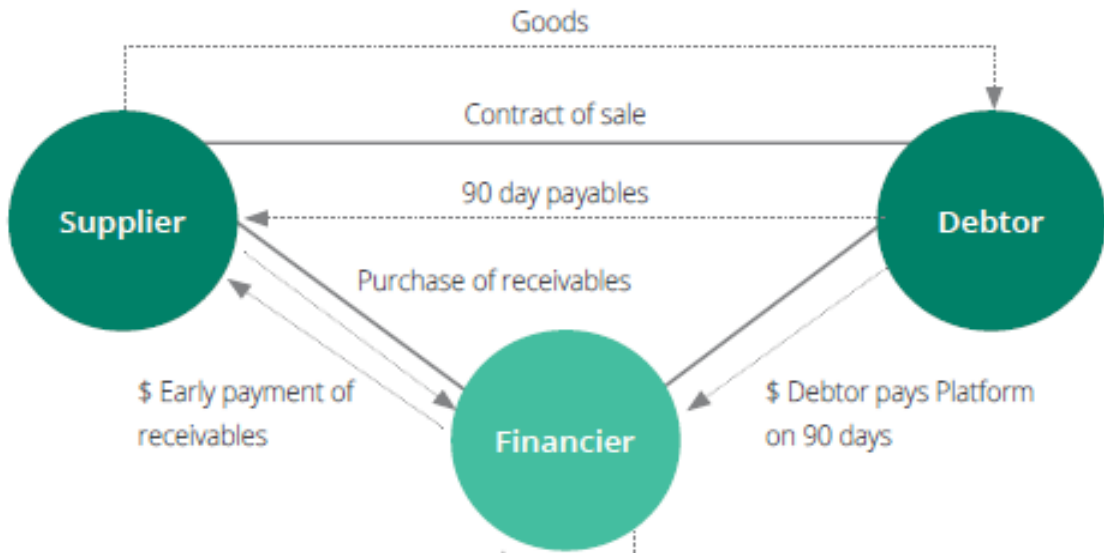 Goods
Contract of sale
90 day payables
Supplier
Debtor
Purchase of receivables
$ Early payment of
receivables
$ Debtor pays Platform
on 90 days
Financier